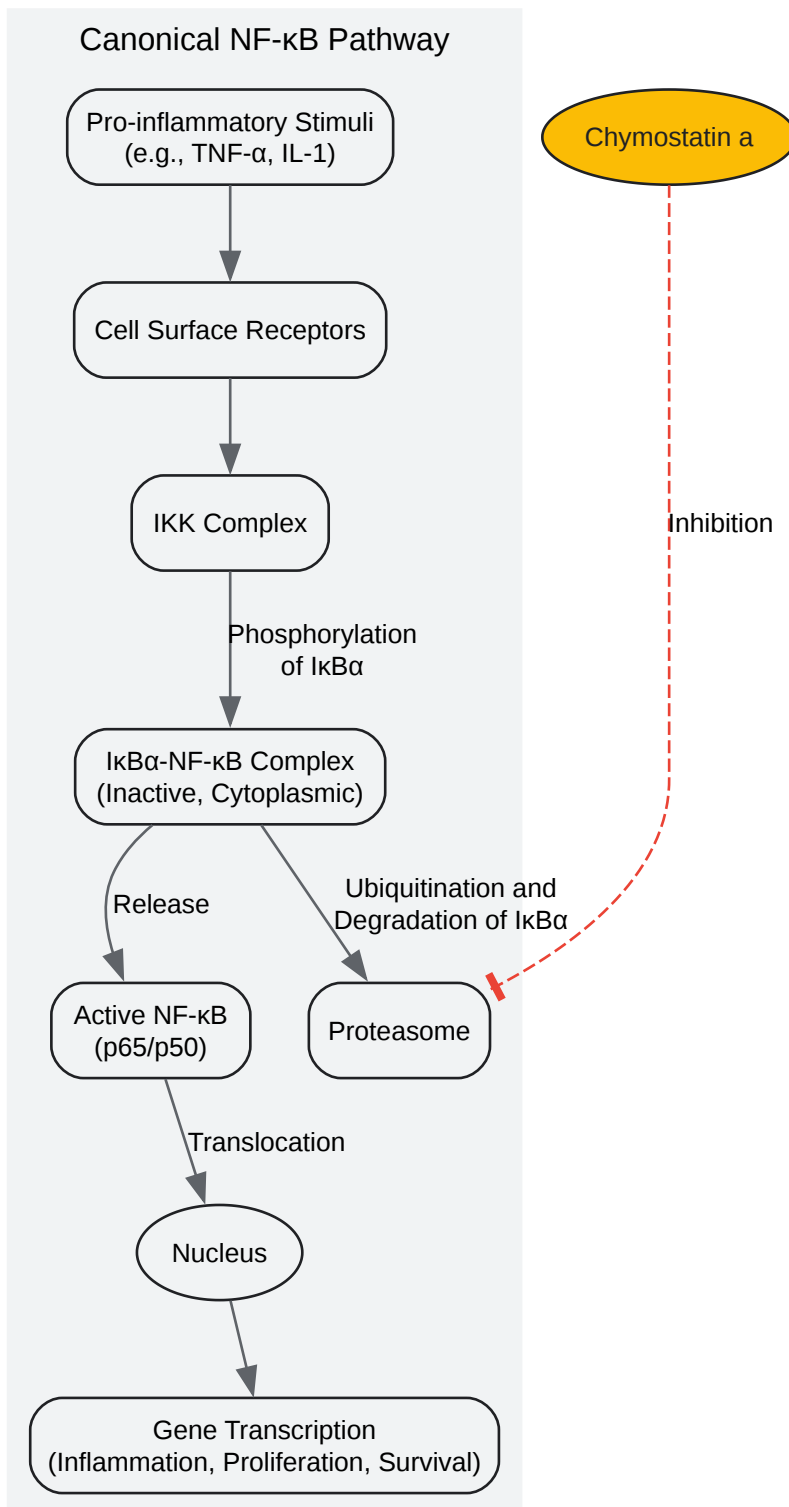 Canonical NF-κB Pathway
Pro-inflammatory Stimuli
(e.g., TNF-α, IL-1)
Chymostatin a
Cell Surface Receptors
IKK Complex
Inhibition
Phosphorylation
of IκBα
IκBα-NF-κB Complex
(Inactive, Cytoplasmic)
Release
Ubiquitination and
Degradation of IκBα
Active NF-κB
(p65/p50)
Proteasome
Translocation
Nucleus
Gene Transcription
(Inflammation, Proliferation, Survival)